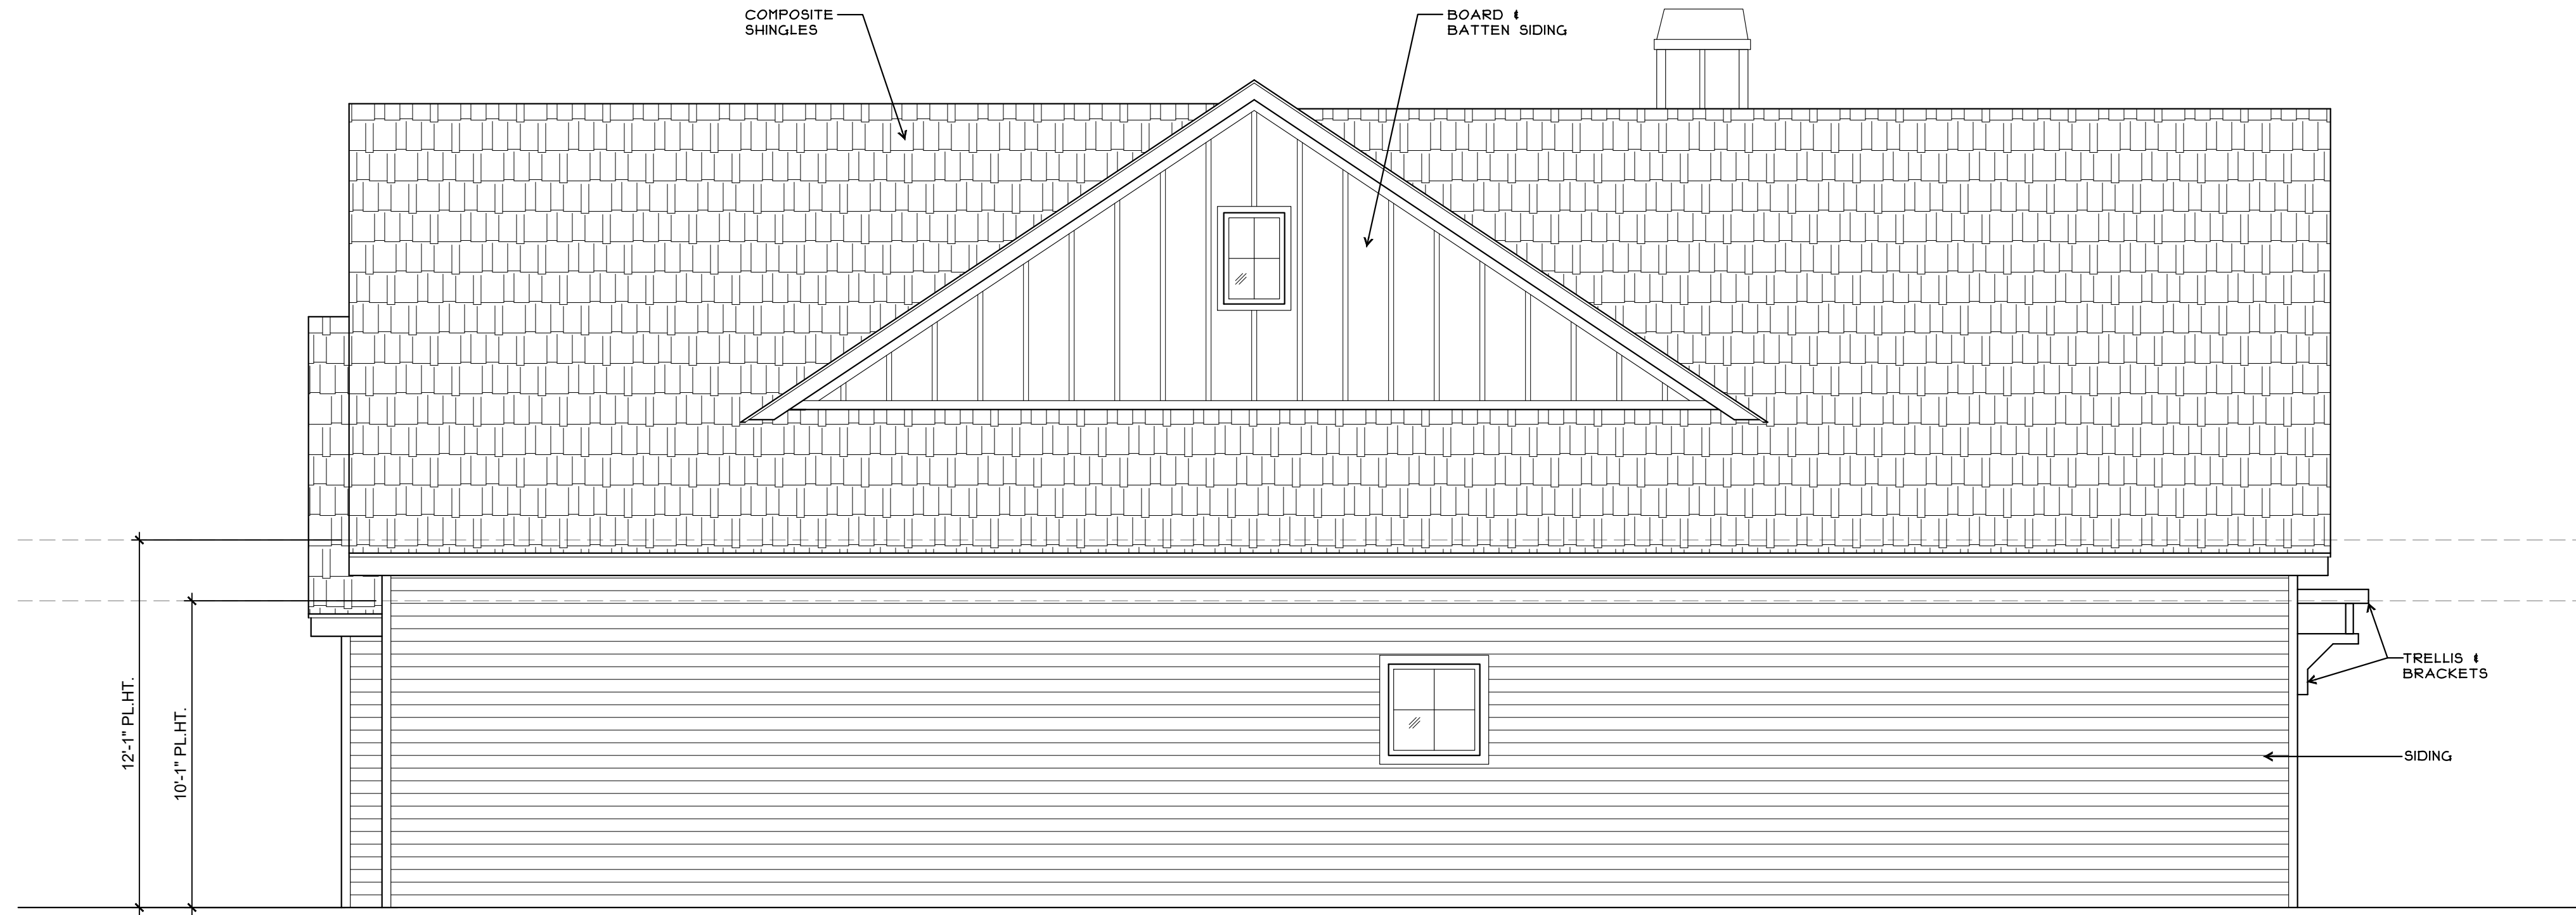 COMPOSITE
SHINGLES
BOARD &
BATTEN SIDING
12'-1" PL.HT.
10'-1" PL.HT.
TRELLIS &
BRACKETS
SIDING